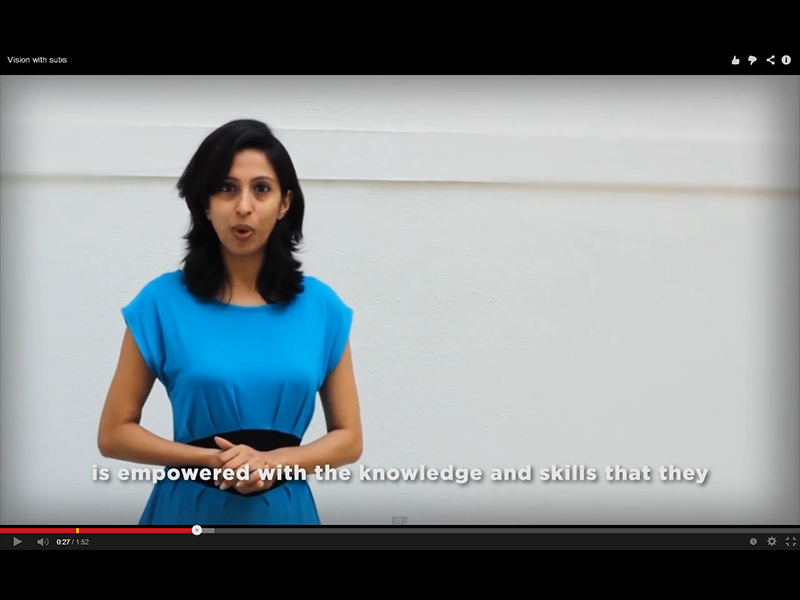 Vision with subs
is empowered with the knowledge and skills that they
0:27 / 1:52